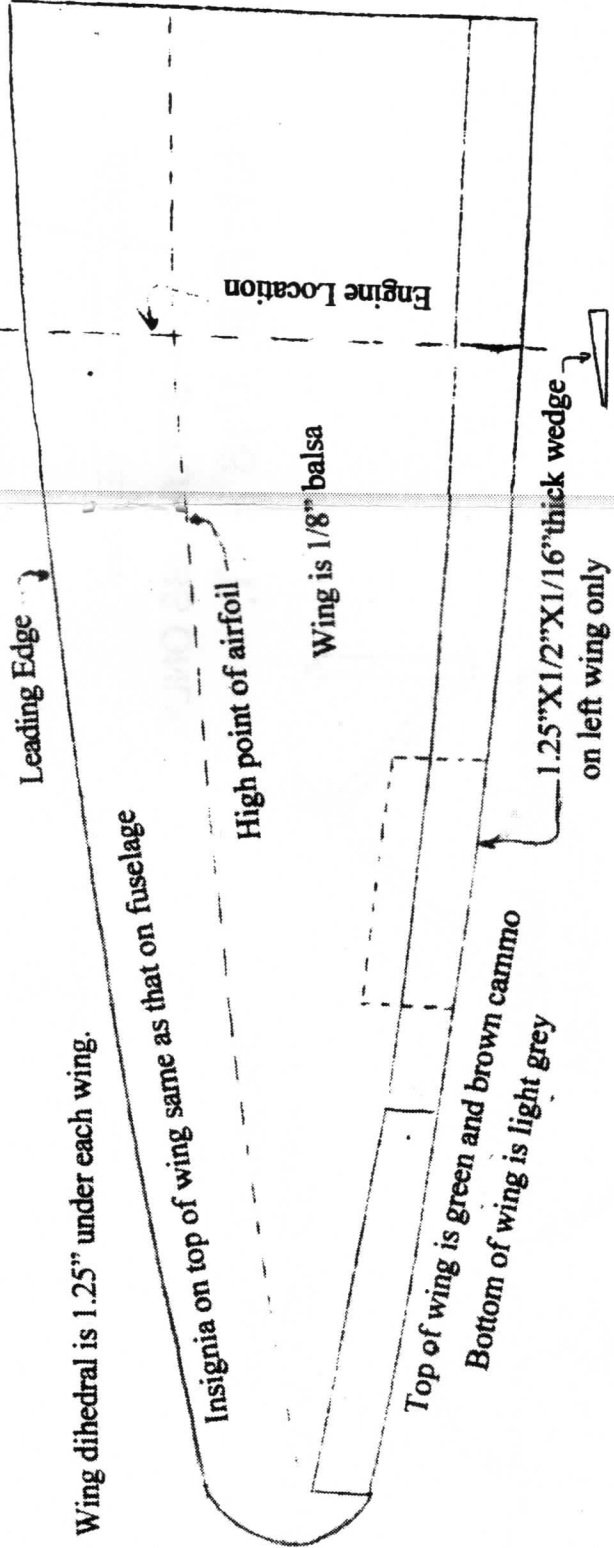 Wing dihedral is 1.25" under each wing.
Leading Edge
Insignia on top of wing same as that on fuselage
High point of airfoil
Engine Location
Wing is 1/8" balsa
1.25"X1/2"X1/16"thick wedge
on left wing only
Top of wing is green and brown cammo
Bottom of wing is light grey